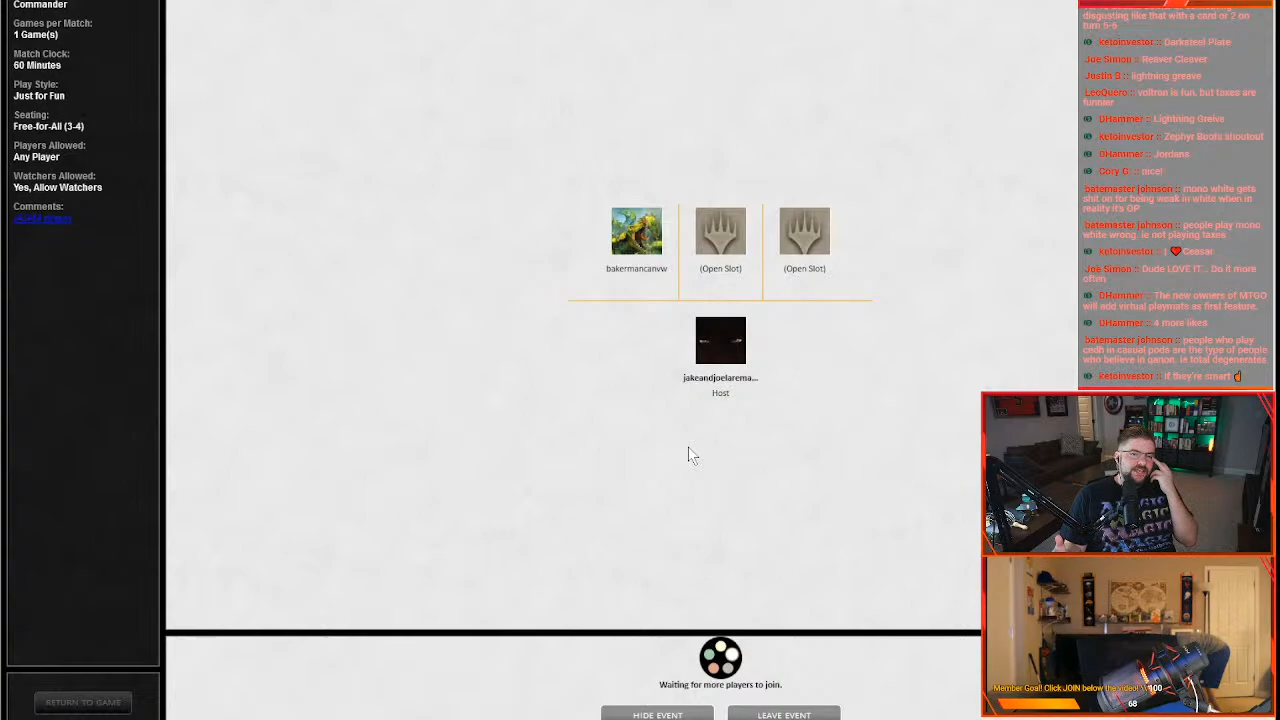 Commander
Games per Match:
1 Game(s)
Match Clock:
60 Minutes
Play Style:
Just for Fun
Seating:
Free-for-All (3-4)
Players Allowed:
Any Player
Watchers Allowed:
Yes, Allow Watchers
Comments:
RETURN TO GAME
bakermancanvw
(Open Slot)
(Open Slot)
jakeandjoelarema...
Host
Waiting for more players to join.
HIDE EVENT
LEAVE EVENT
disgusting like that with a card or 2 on
turn 5-6
ketoinvestor :: Darksteel Plate
Joe Simon :: Reaver Cleaver
Justin B :: lightning greave
LeoQuero :: voltron is fun, but taxes are
funnier
DHammer :: Lightning Greive
ketoinvestor :: Zephyr Boots shoutout
DHammer :: Jordans
Cory G :: nice!
batemaster johnson :: mono white gets
shit on for being weak in white when in
reality it's OP
batemaster johnson :: people play mono
white wrong. ie not playing taxes
ketoinvestor :: I ❤ Ceasar
Joe Simon :: Dude LOVE IT .. Do it more
often
DHammer :: The new owners of MTGO
will add virtual playmats as first feature.
DHammer :: 4 more likes
batemaster johnson :: people who play
cedh in casual pods are the type of people
who believe in qanon. ie total degenerates
ketoinvestor :: If they're smart ☝
MAGIC
MAGIC
MAGIC
Member Goal! Click JOIN below the video!
100
68